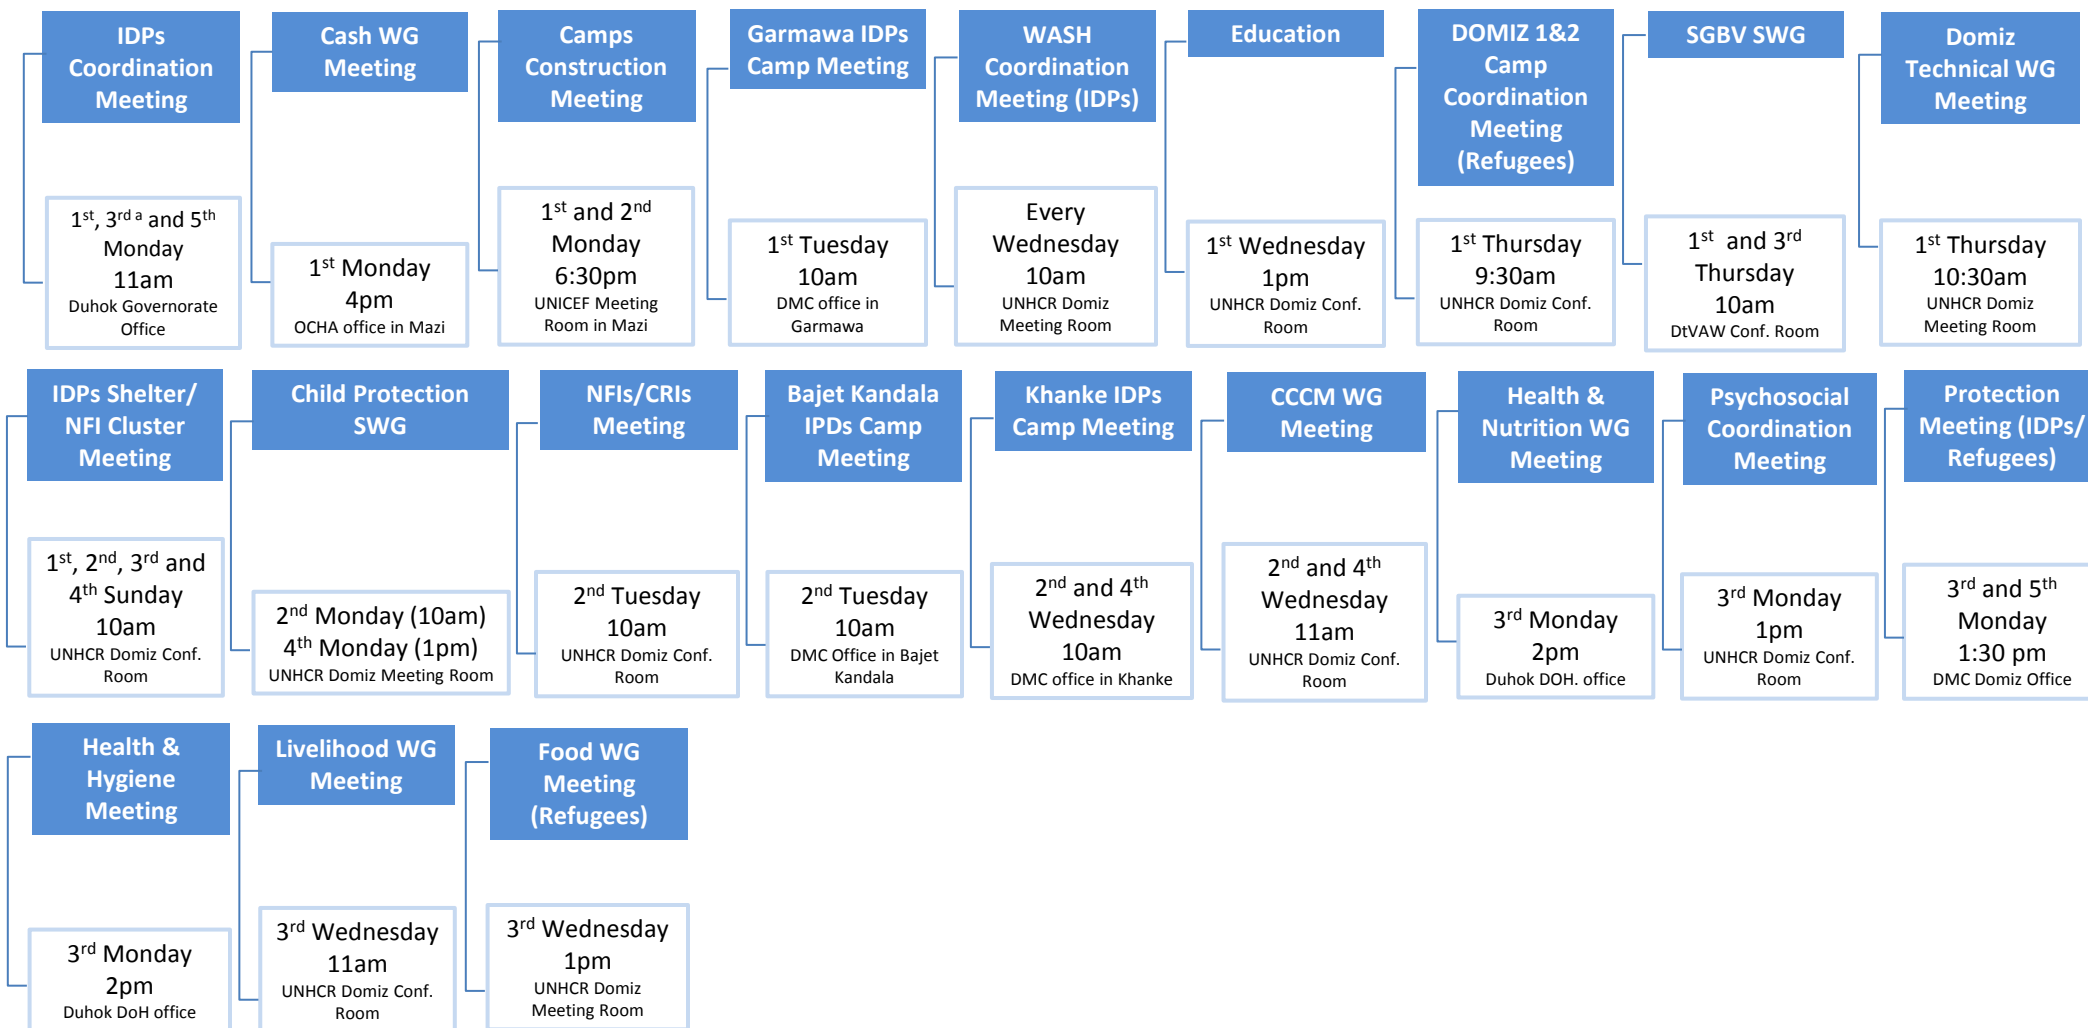 IDPs
Coordination
Meeting
1st, 3rd a and 5th
Monday
11am
Duhok Governorate
Office
Cash WG
Meeting
1st Monday
4pm
OCHA office in Mazi
Camps
Construction
Meeting
1st and 2nd
Monday
6:30pm
UNICEF Meeting
Room in Mazi
Garmawa IDPs
Camp Meeting
1st Tuesday
10am
DMC office in
Garmawa
WASH
Coordination
Meeting (IDPs)
Every
Wednesday
10am
UNHCR Domiz
Meeting Room
Education
1st Wednesday
1pm
UNHCR Domiz Conf.
Room
DOMIZ 1&2
Camp
Coordination
Meeting
(Refugees)
1st Thursday
9:30am
UNHCR Domiz Conf.
Room
SGBV SWG
1st and 3rd
Thursday
10am
DtVAW Conf. Room
Domiz
Technical WG
Meeting
1st Thursday
10:30am
UNHCR Domiz
Meeting Room
IDPs Shelter/
NFI Cluster
Meeting
1st, 2nd, 3rd and
4th Sunday
10am
UNHCR Domiz Conf.
Room
Child Protection
SWG
2nd Monday (10am)
4th Monday (1pm)
UNHCR Domiz Meeting Room
NFIs/CRIs
Meeting
2nd Tuesday
10am
UNHCR Domiz Conf.
Room
Bajet Kandala
IPDs Camp
Meeting
2nd Tuesday
10am
DMC Office in Bajet
Kandala
Khanke IDPs
Camp Meeting
2nd and 4th
Wednesday
10am
DMC office in Khanke
CCCM WG
Meeting
2nd and 4th
Wednesday
11am
UNHCR Domiz Conf.
Room
Health &
Nutrition WG
Meeting
3rd Monday
2pm
Duhok DOH. office
Psychosocial
Coordination
Meeting
3rd Monday
1pm
UNHCR Domiz Conf.
Room
Protection
Meeting (IDPs/
Refugees)
3rd and 5th
Monday
1:30 pm
DMC Domiz Office
Health &
Hygiene
Meeting
3rd Monday
2pm
Duhok DoH office
Livelihood WG
Meeting
3rd Wednesday
11am
UNHCR Domiz Conf.
Room
Food WG
Meeting
(Refugees)
3rd Wednesday
1pm
UNHCR Domiz
Meeting Room